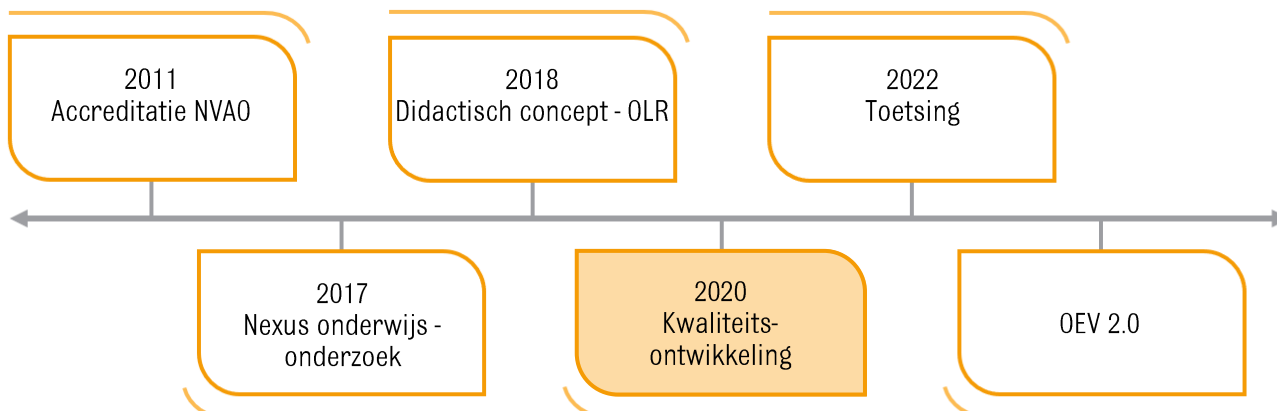 2011
Accreditatie NVAO
2017
Nexus onderwijs -
onderzoek
2018
Didactisch concept - OLR
2020
Kwaliteits-
ontwikkeling
2022
Toetsing
OEV 2.0